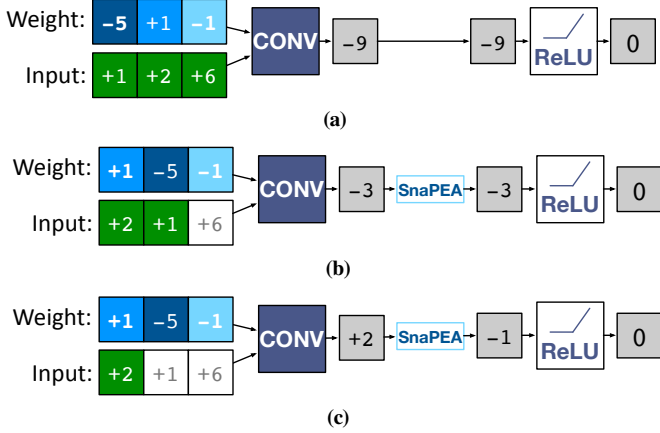 Weight: −5 +1 −1
CONV −9 −9 ReLU 0
Input: +1 +2 +6
(a)
Weight: +1 −5 −1
CONV −3 SnaPEA −3 ReLU 0
Input: +2 +1 +6
(b)
Weight: +1 −5 −1
CONV +2 SnaPEA −1 ReLU 0
Input: +2 +1 +6
(c)